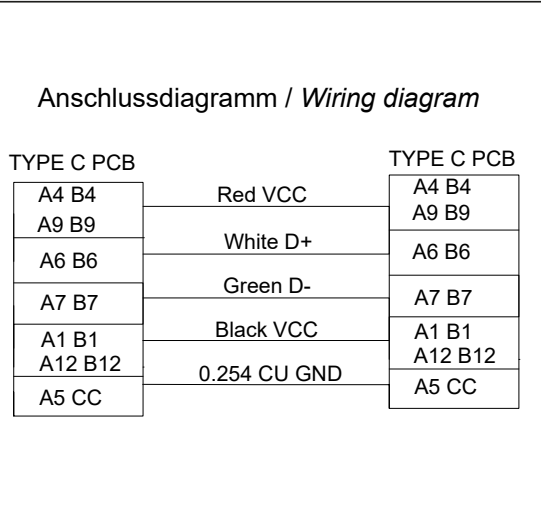 Anschlussdiagramm / Wiring diagram
TYPE C PCB
A4 B4
A9 B9
A6 B6
A7 B7
A1 B1
A12 B12
A5 CC
Red VCC
White D+
Green D-
Black VCC
0.254 CU GND
TYPE C PCB
A4 B4
A9 B9
A6 B6
A7 B7
A1 B1
A12 B12
A5 CC